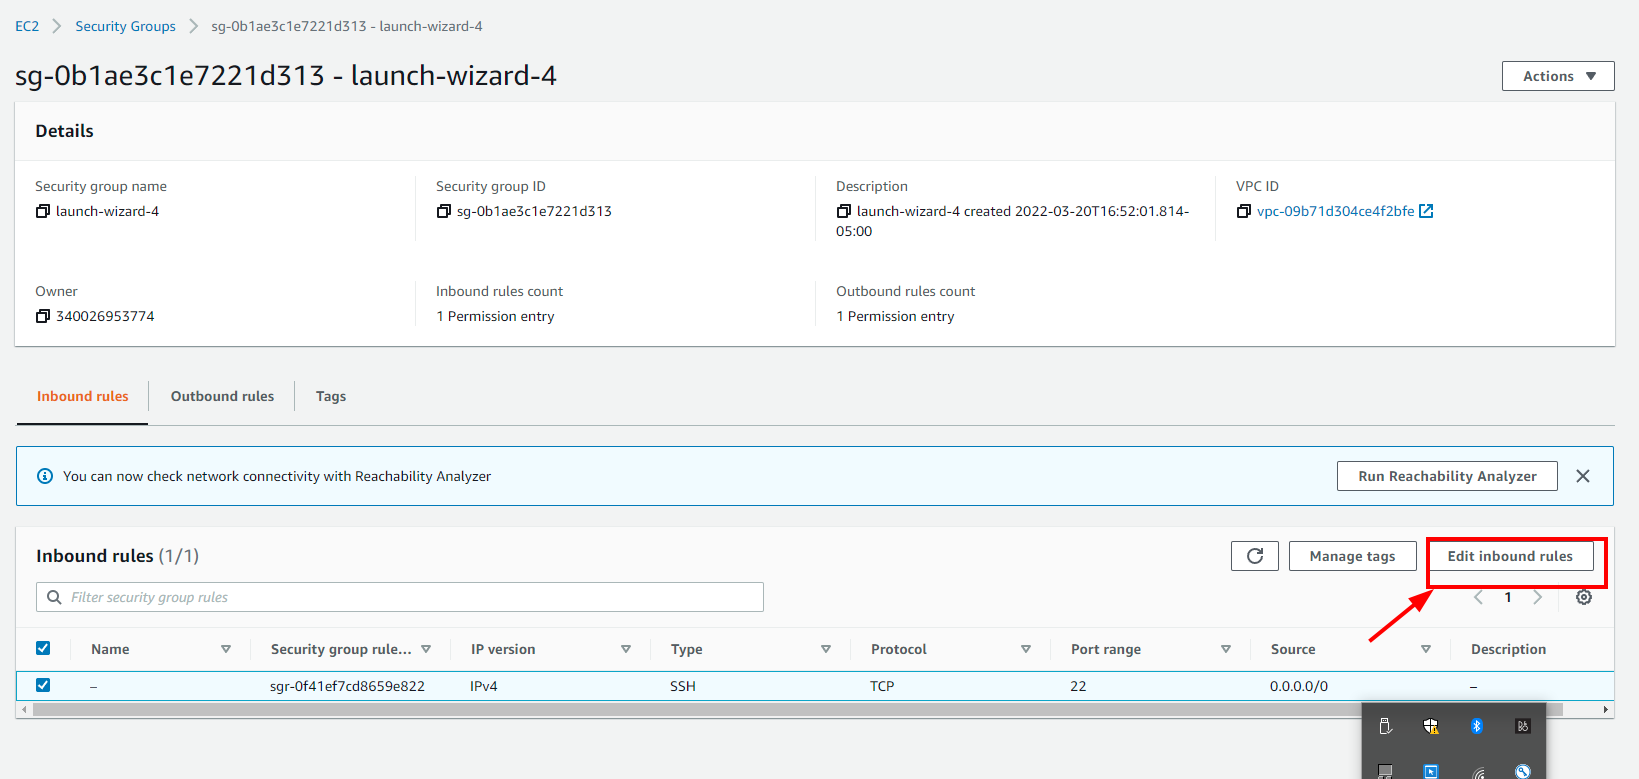 EC2 Security Groups sg-0b1ae3c1e7221d313 - launch-wizard-4
sg-0b1ae3c1e7221d313 - launch-wizard-4
Actions
Details
Security group name
launch-wizard-4
Security group ID
sg-0b1ae3c1e7221d313
Description
launch-wizard-4 created 2022-03-20T16:52:01.814-
05:00
VPC ID
vpc-09b71d304ce4f2bfe
Owner
340026953774
Inbound rules count
1 Permission entry
Outbound rules count
1 Permission entry
Inbound rules Outbound rules Tags
You can now check network connectivity with Reachability Analyzer Run Reachability Analyzer
Inbound rules (1/1) Manage tags Edit inbound rules
Filter security group rules 1
Name Security group rule... IP version Type Protocol Port range Source Description
– sgr-0f41ef7cd8659e822 IPv4 SSH TCP 22 0.0.0.0/0 –